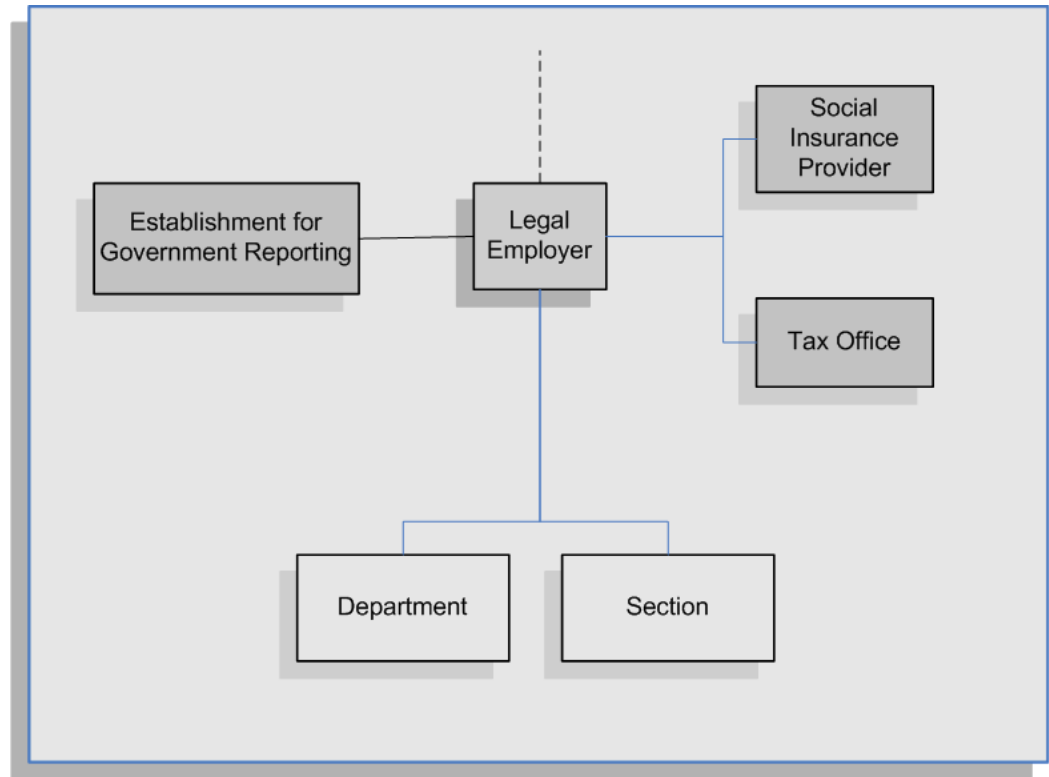 Social
Insurance
Provider
Establishment for
Government Reporting
Legal
Employer
Tax Office
Department
Section